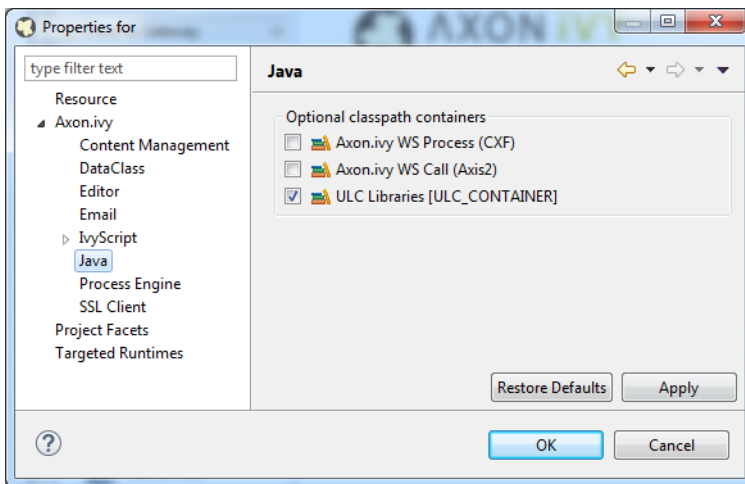 Properties for
AXON iVY
type filter text
Java
Resource
Axon.ivy
Content Management
DataClass
Editor
Email
IvyScript
Java
Process Engine
SSL Client
Project Facets
Targeted Runtimes
Optional classpath containers
Axon.ivy WS Process (CXF)
Axon.ivy WS Call (Axis2)
ULC Libraries [ULC_CONTAINER]
Restore Defaults
Apply
OK
Cancel